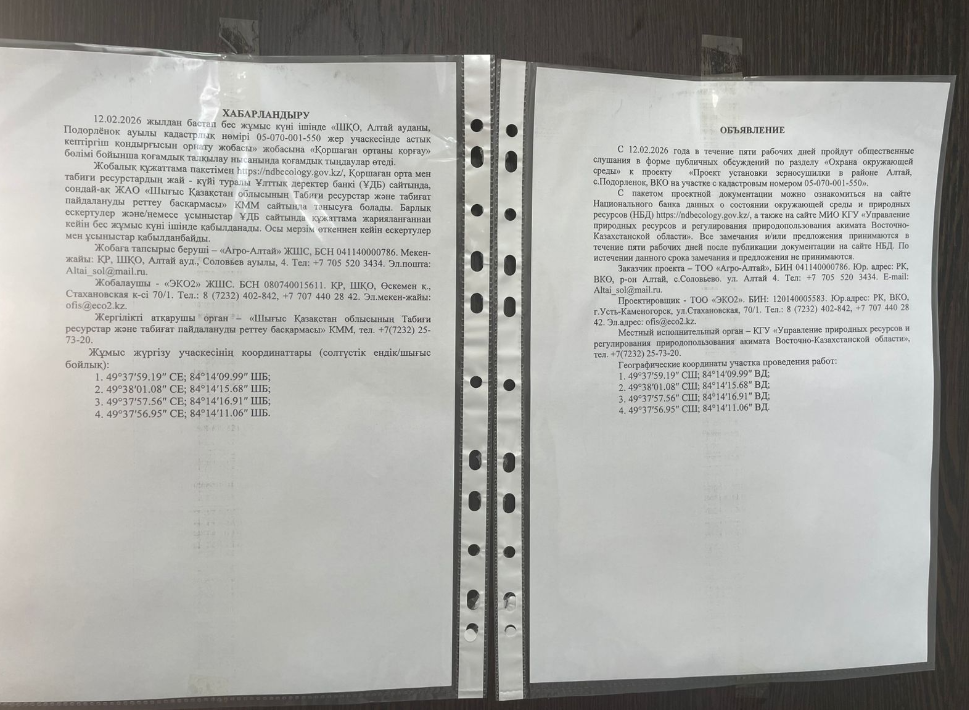 ХАБАРЛАНДЫРУ
12.02.2026 жылдан бастап бес жұмыс күні ішінде «ШҚО, Алтай ауданы,
Подорлёнок ауылы кадастрлық нөмірі 05-070-001-550 жер учаскесінде астық
кептіргіш қондырғысын орнату жобасы» жобасына «Қоршаған ортаны қорғау»
бөлімі бойынша қоғамдық талқылау нысанында қоғамдық тыңдаулар өтеді.
Жобалық құжаттама пакетімен https://ndbecology.gov.kz/, Қоршаған орта мен
табиғи ресурстардың жай - күйі туралы Ұлттық деректер банкі (ҰДБ) сайтында,
сондай-ақ ЖАО «Шығыс Қазақстан облысының Табиғи ресурстар және табиғат
пайдалануды реттеу басқармасы» КММ сайтында танысуға болады. Барлық
ескертулер және/немесе ұсыныстар ҰДБ сайтында құжаттама жарияланғаннан
кейін бес жұмыс күні ішінде қабылданады. Осы мерзім өткеннен кейін ескертулер
мен ұсыныстар қабылданбайды.
Жобаға тапсырыс беруші – «Агро-Алтай» ЖШС, БСН 041140000786. Мекен-
жайы: ҚР, ШҚО, Алтай ауд., Соловьев ауылы, 4. Тел: +7 705 520 3434. Эл.пошта:
Altai_sol@mail.ru.
Жобалаушы - «ЭКО2» ЖШС. БСН 080740015611. ҚР, ШҚО, Өскемен к.,
Стахановская к-сі 70/1. Тел.: 8 (7232) 402-842, +7 707 440 28 42. Эл.мекен-жайы:
ofis@eco2.kz.
Жергілікті атқарушы орган – «Шығыс Қазақстан облысының Табиғи
ресурстар және табиғат пайдалануды реттеу басқармасы» КММ, тел. +7(7232) 25-
73-20.
Жұмыс жүргізу учаскесінің координаттары (солтүстік ендік/шығыс
бойлық):
1. 49°37'59.19" СЕ; 84°14'09.99" ШБ;
2. 49°38'01.08" СЕ; 84°14'15.68" ШБ;
3. 49°37'57.56" СЕ; 84°14'16.91" ШБ;
4. 49°37'56.95" СЕ; 84°14'11.06" ШБ.
ОБЪЯВЛЕНИЕ
С 12.02.2026 года в течение пяти рабочих дней пройдут общественные
слушания в форме публичных обсуждений по разделу «Охрана окружающей
среды» к проекту «Проект установки зерносушилки в районе Алтай,
с.Подорленок, ВКО на участке с кадастровым номером 05-070-001-550».
С пакетом проектной документации можно ознакомиться на сайте
Национального банка данных о состоянии окружающей среды и природных
ресурсов (НБД) https://ndbecology.gov.kz/, а также на сайте МИО КГУ «Управление
природных ресурсов и регулирования природопользования акимата Восточно-
Казахстанской области». Все замечания и/или предложения принимаются в
течение пяти рабочих дней после публикации документации на сайте НБД. По
истечении данного срока замечания и предложения не принимаются.
Заказчик проекта – ТОО «Агро-Алтай», БИН 041140000786. Юр. адрес: РК,
ВКО, р-он Алтай, с.Соловьево. ул. Алтай 4. Тел: +7 705 520 3434. E-mail:
Altai_sol@mail.ru.
Проектировщик - ТОО «ЭКО2». БИН: 120140005583. Юр.адрес: РК, ВКО,
г.Усть-Каменогорск, ул.Стахановская, 70/1. Тел.: 8 (7232) 402-842, +7 707 440 28
42. Эл.адрес: ofis@eco2.kz.
Местный исполнительный орган – КГУ «Управление природных ресурсов и
регулирования природопользования акимата Восточно-Казахстанской области»,
тел. +7(7232) 25-73-20.
Географические координаты участка проведения работ:
1. 49°37'59.19" СШ; 84°14'09.99" ВД;
2. 49°38'01.08" СШ; 84°14'15.68" ВД;
3. 49°37'57.56" СШ; 84°14'16.91" ВД;
4. 49°37'56.95" СШ; 84°14'11.06" ВД.